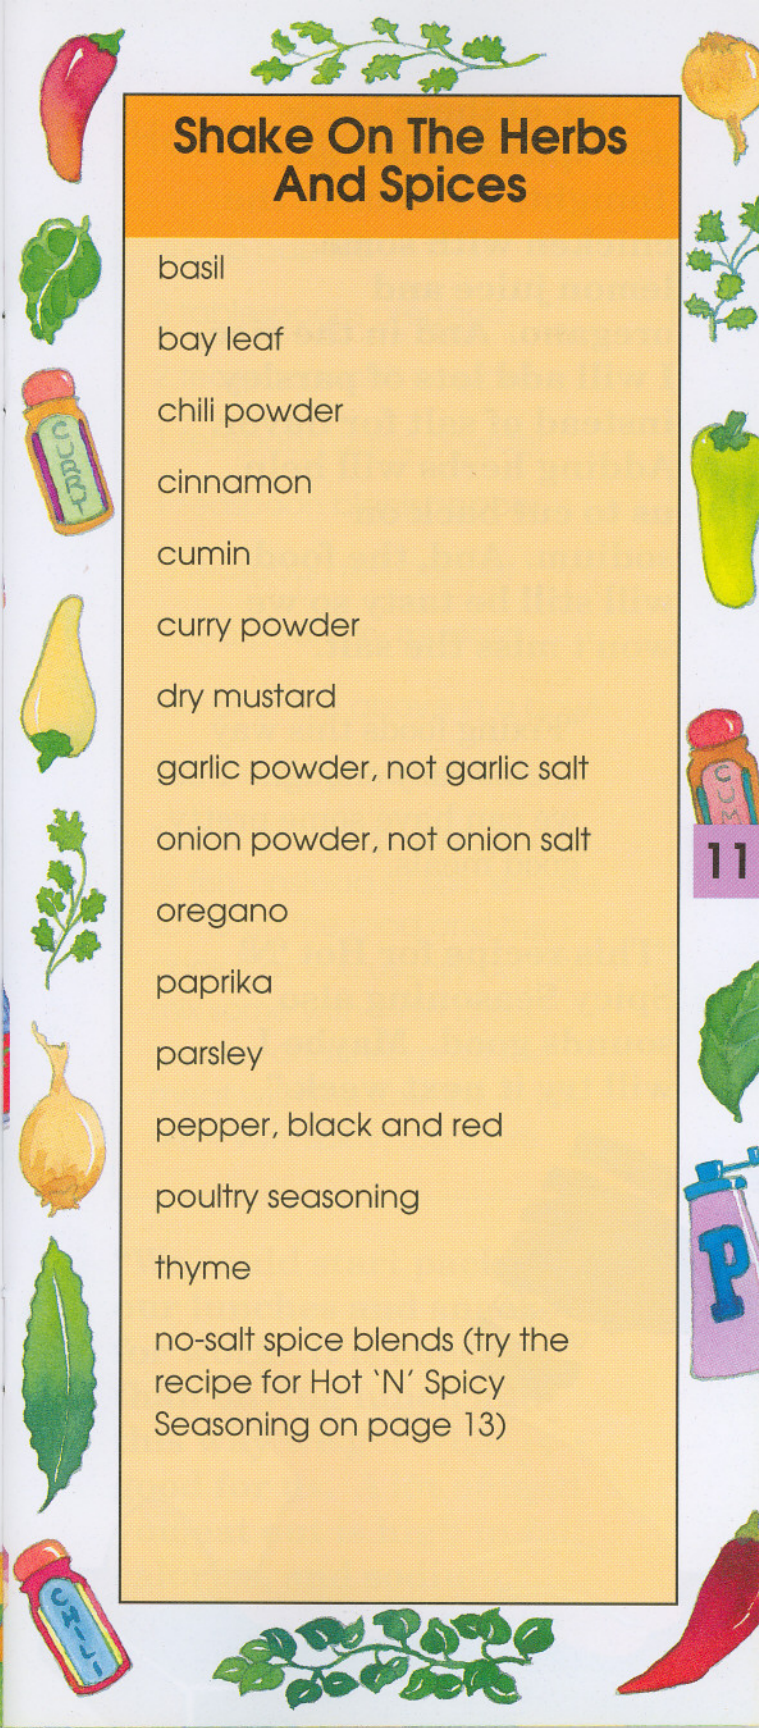 Shake On The Herbs
And Spices
basil
bay leaf
chili powder
cinnamon
cumin
curry powder
dry mustard
garlic powder, not garlic salt
onion powder, not onion salt
oregano
paprika
parsley
pepper, black and red
poultry seasoning
thyme
no-salt spice blends (try the
recipe for Hot ‘N’ Spicy
Seasoning on page 13)
CURRY
CUM
11
P
CHILI